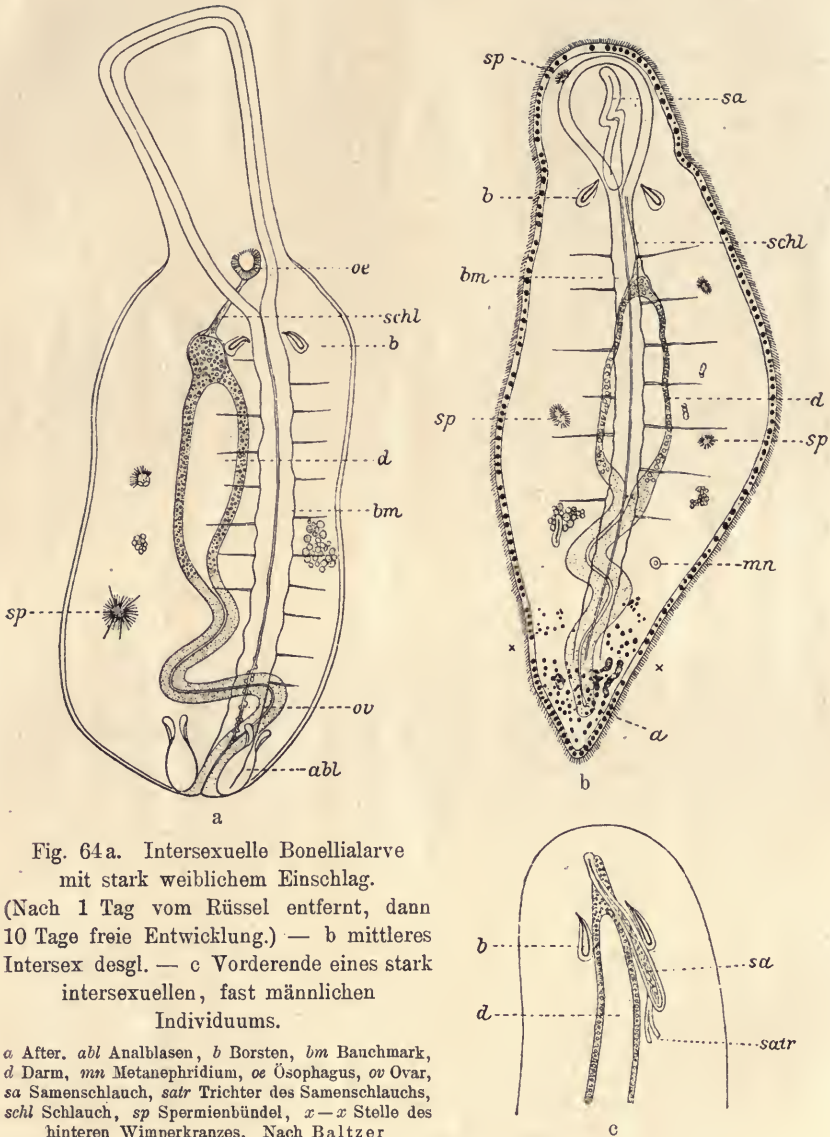 oe
schl
b
d
bm
sp
ov
abl
a
sp
sa
b
schl
bm
d
sp
sp
mn
x
x
a
b
Fig. 64a. Intersexuelle Bonellialarve
mit stark weiblichem Einschlag.
(Nach 1 Tag vom Rüssel entfernt, dann
10 Tage freie Entwicklung.) — b mittleres
Intersex desgl. — c Vorderende eines stark
intersexuellen, fast männlichen
Individuums.
a After. abl Analblasen, b Borsten, bm Bauchmark,
d Darm, mn Metanephridium, oe Ösophagus, ov Ovar,
sa Samenschlauch, satr Trichter des Samenschlauchs,
schl Schlauch, sp Spermienbündel, x—x Stelle des
hinteren Wimperkranzes. Nach Baltzer
b
sa
d
satr
c